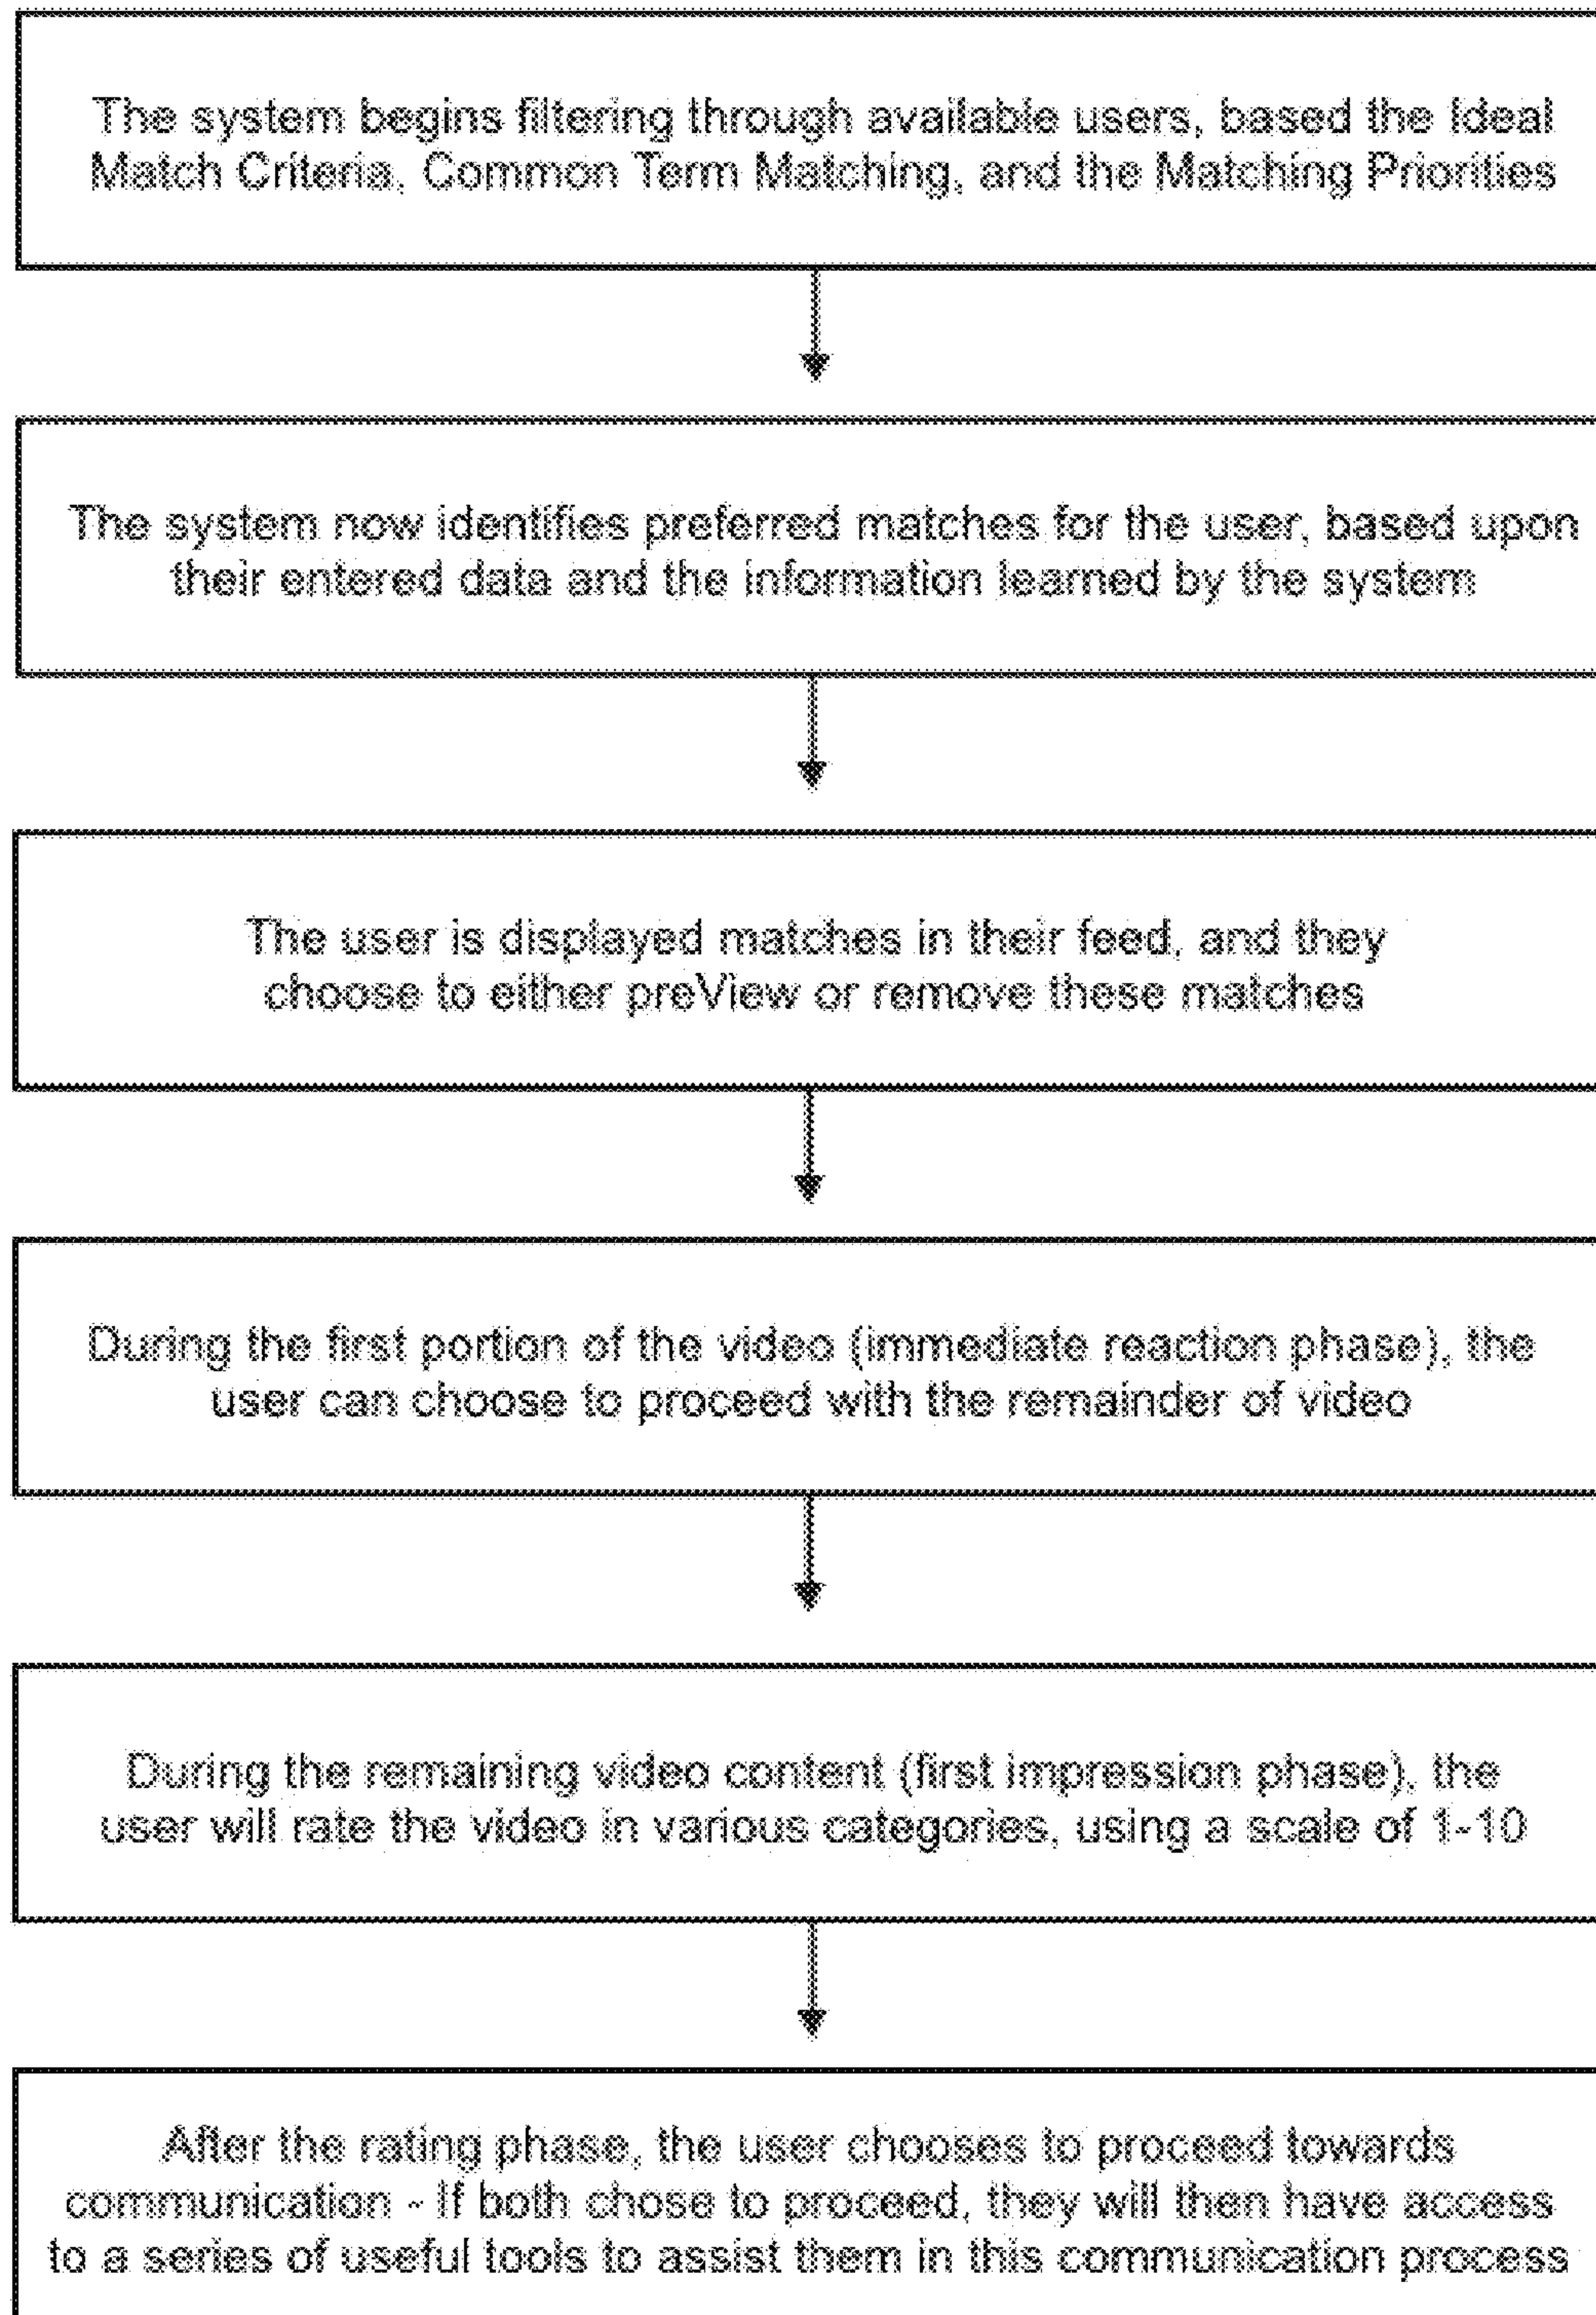 The system begins filtering through available users, based the Ideal
Match Criteria, Common Term Matching, and the Matching Priorities
The system now identifies preferred matches for the user, based upon
their entered data and the information learned by the system
The user is displayed matches in their feed, and they
choose to either preView or remove these matches
During the first portion of the video (immediate reaction phase), the
user can choose to proceed with the remainder of video
During the remaining video content (first impression phase), the
user will rate the video in various categories, using a scale of 1-10
After the rating phase, the user chooses to proceed towards
communication - If both chose to proceed, they will then have access
to a series of useful tools to assist them in this communication process